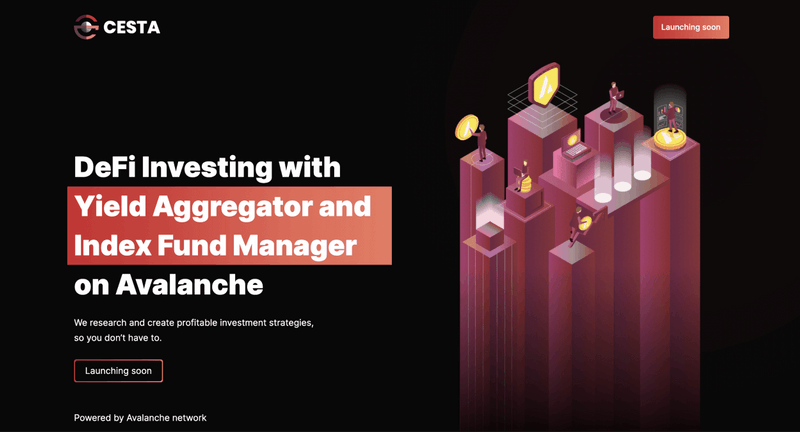 CESTA
Launching soon
DeFi Investing with
Yield Aggregator and
Index Fund Manager
on Avalanche
We research and create profitable investment strategies,
so you don't have to.
Launching soon
Powered by Avalanche network